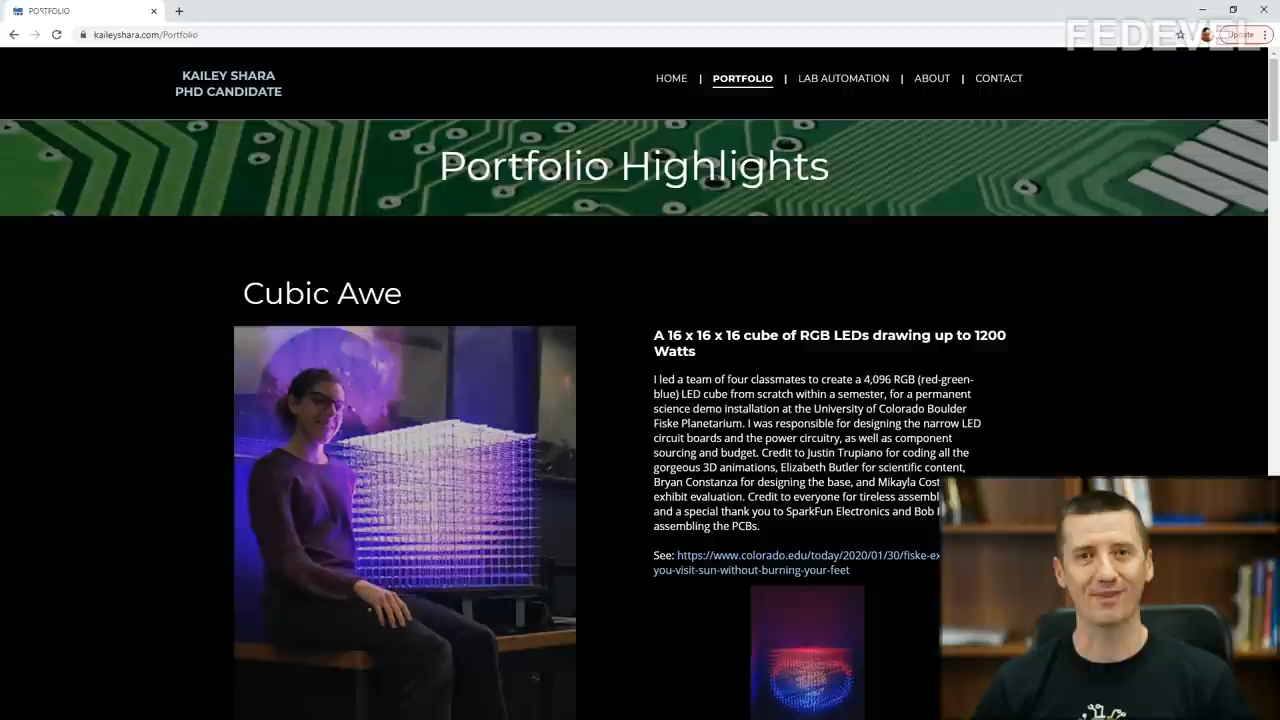 PORTFOLIO
kaileyshara.com/Portfolio
FEDEVEL
Update
KAILEY SHARA
PHD CANDIDATE
HOME | PORTFOLIO | LAB AUTOMATION | ABOUT | CONTACT
Portfolio Highlights
Cubic Awe
A 16 x 16 x 16 cube of RGB LEDs drawing up to 1200
Watts
I led a team of four classmates to create a 4,096 RGB (red-green-
blue) LED cube from scratch within a semester, for a permanent
science demo installation at the University of Colorado Boulder
Fiske Planetarium. I was responsible for designing the narrow LED
circuit boards and the power circuitry, as well as component
sourcing and budget. Credit to Justin Trupiano for coding all the
gorgeous 3D animations, Elizabeth Butler for scientific content,
Bryan Constanza for designing the base, and Mikayla Cost
exhibit evaluation. Credit to everyone for tireless assembl
and a special thank you to SparkFun Electronics and Bob
assembling the PCBs.
See: https://www.colorado.edu/today/2020/01/30/fiske-ex
you-visit-sun-without-burning-your-feet